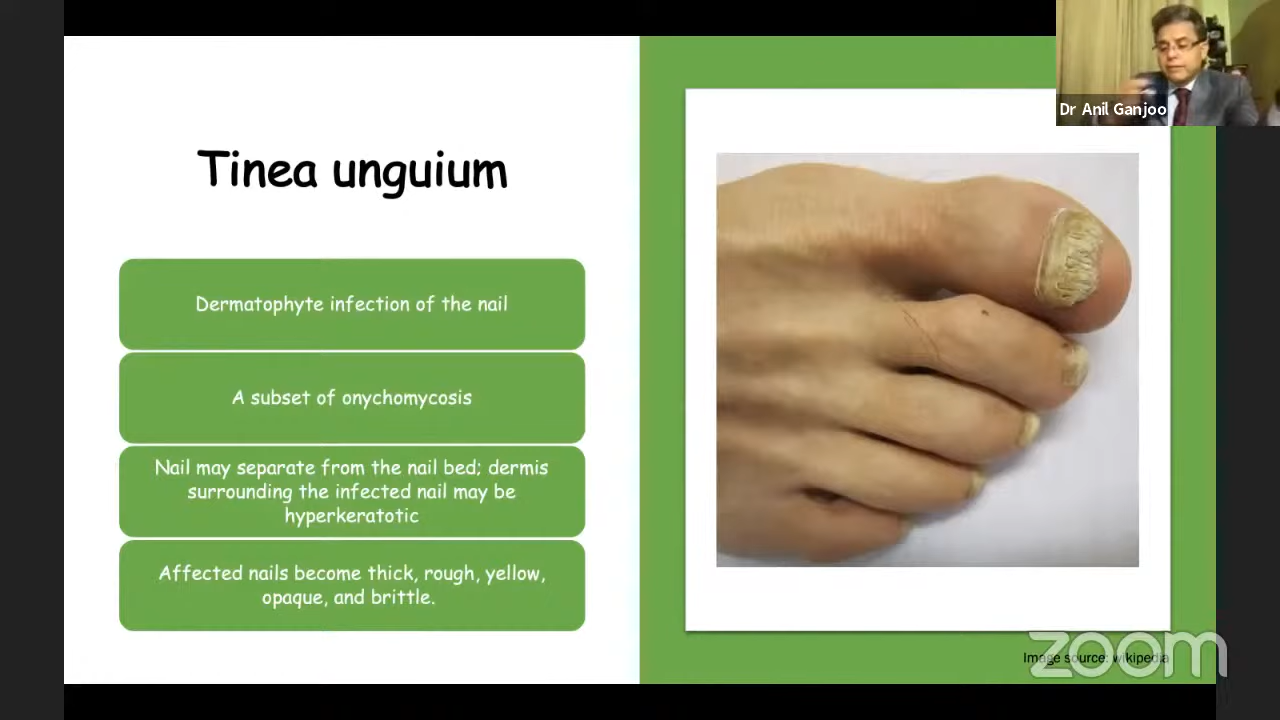 Dr Anil Ganjoo
Tinea unguium
Dermatophyte infection of the nail
A subset of onychomycosis
Nail may separate from the nail bed; dermis
surrounding the infected nail may be
hyperkeratotic
Affected nails become thick, rough, yellow,
opaque, and brittle.
Image source: wikipedia
zoom